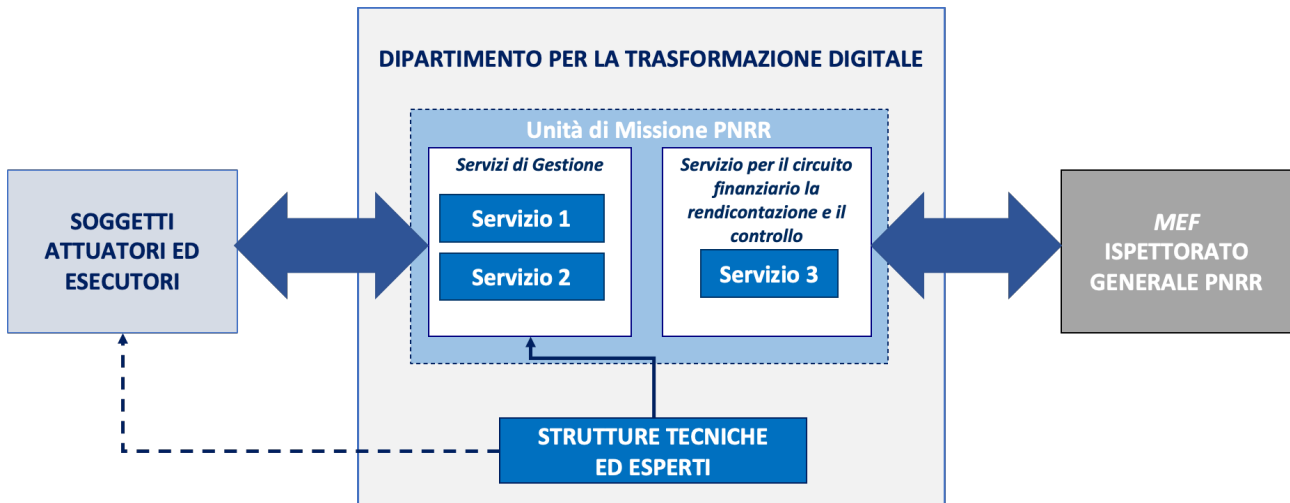 DIPARTIMENTO PER LA TRASFORMAZIONE DIGITALE
Unità di Missione PNRR
Servizi di Gestione
Servizio 1
Servizio 2
Servizio per il circuito
finanziario la
rendicontazione e il
controllo
Servizio 3
SOGGETTI
ATTUATORI ED
ESECUTORI
MEF
ISPETTORATO
GENERALE PNRR
STRUTTURE TECNICHE
ED ESPERTI